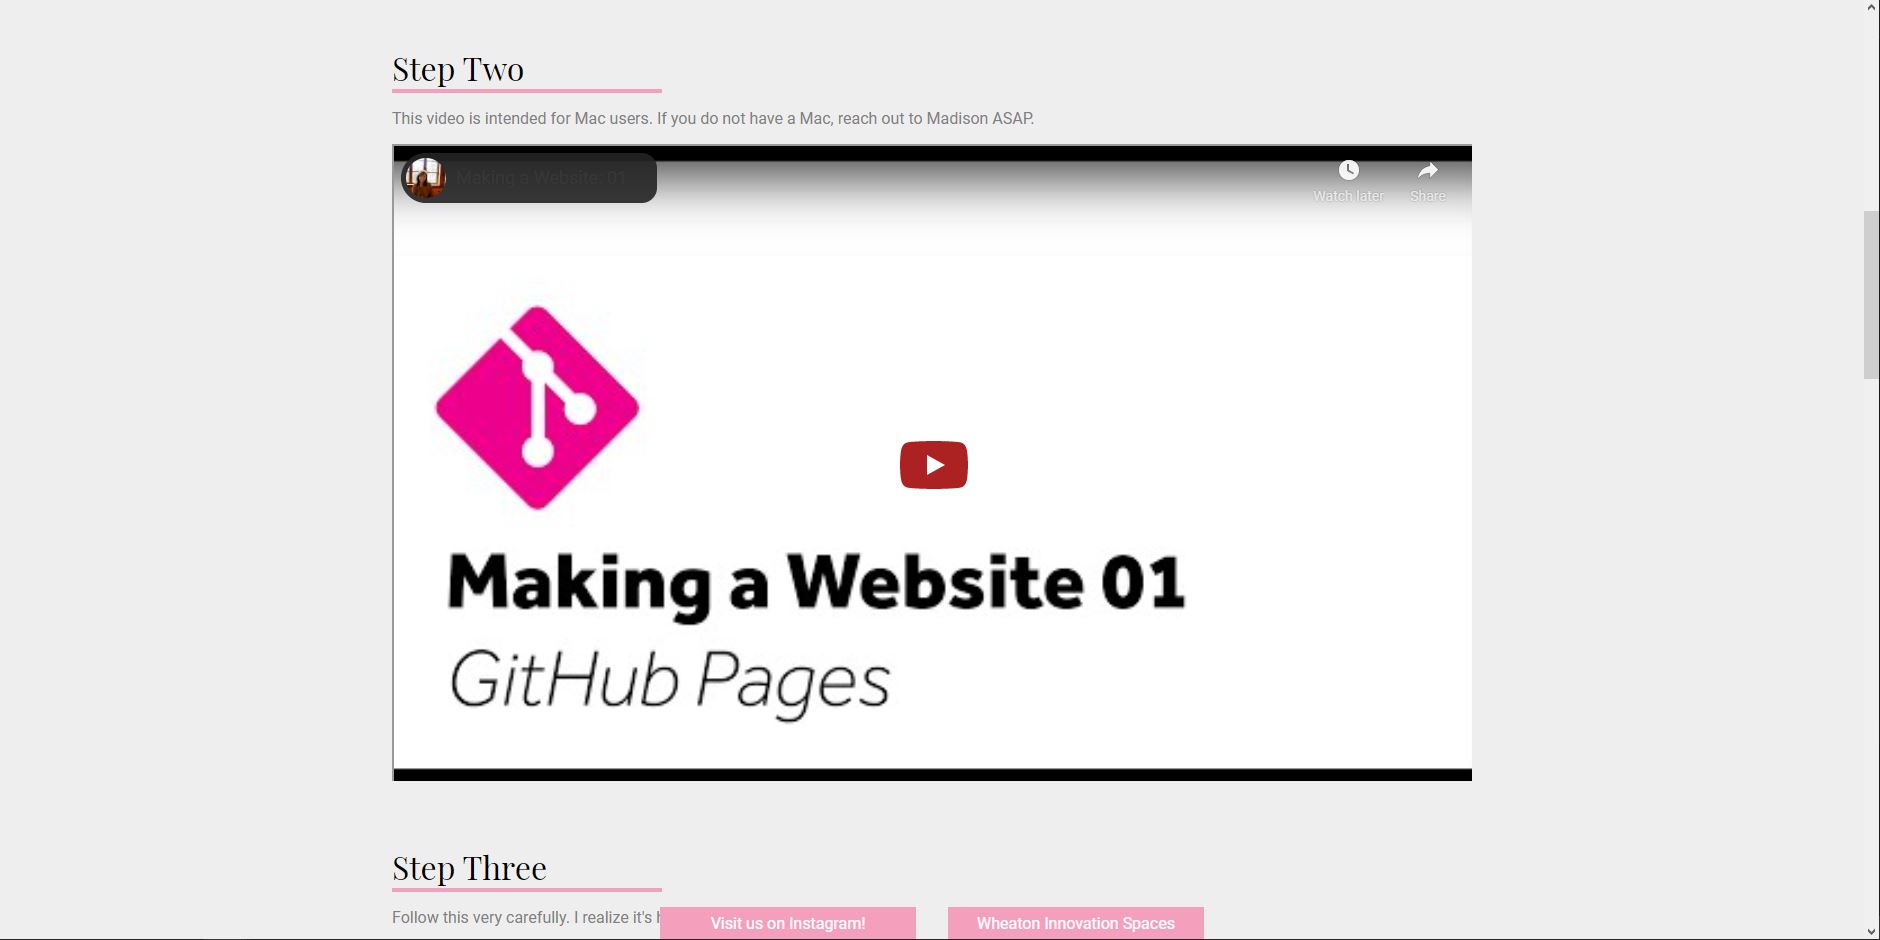 Step Two
This video is intended for Mac users. If you do not have a Mac, reach out to Madison ASAP.
Making a Website: 01
Watch later
Share
Making a Website 01
GitHub Pages
Step Three
Follow this very carefully. I realize it's
Visit us on Instagram!
Wheaton Innovation Spaces